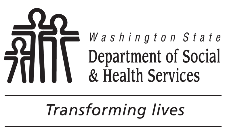 Washington State
Department of Social
& Health Services
Transforming lives